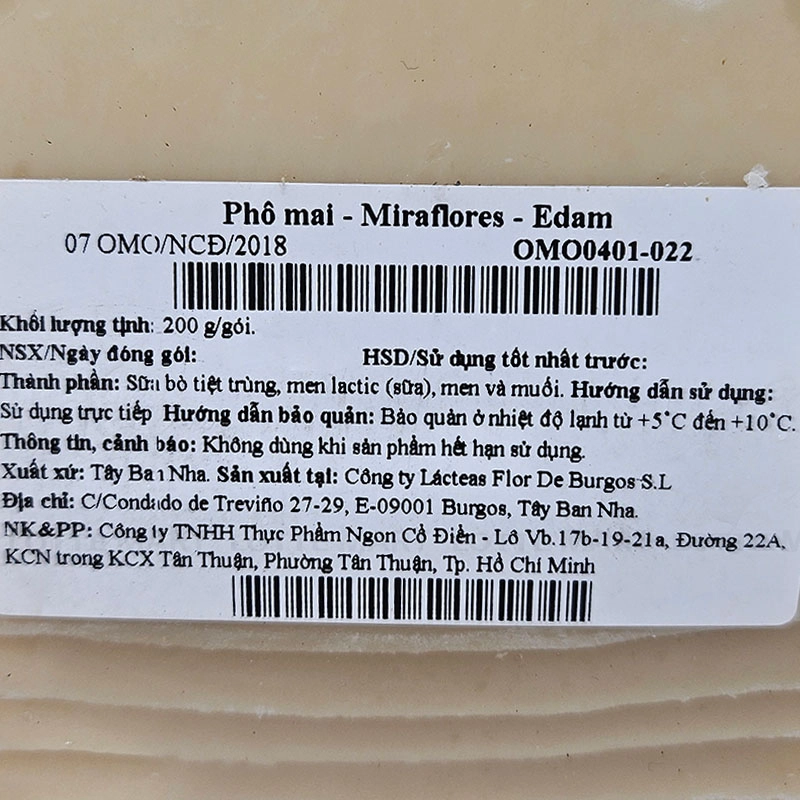 Phô mai - Miraflores - Edam
07 OMO/NCĐ/2018 OMO0401-022
Khối lượng tịnh: 200 g/gói.
NSX/Ngày đóng gói: HSD/Sử dụng tốt nhất trước:
Thành phần: Sữa bò tiệt trùng, men lactic (sữa), men và muối. Hướng dẫn sử dụng:
Sử dụng trực tiếp Hướng dẫn bảo quản: Bảo quản ở nhiệt độ lạnh từ +5°C đến +10°C.
Thông tin, cảnh báo: Không dùng khi sản phẩm hết hạn sử dụng.
Xuất xứ: Tây Ban Nha. Sản xuất tại: Công ty Lácteas Flor De Burgos S.L
Địa chỉ: C/Condado de Treviño 27-29, E-09001 Burgos, Tây Ban Nha.
NK&PP: Công ty TNHH Thực Phẩm Ngon Cổ Điển - Lô Vb.17b-19-21a, Đường 22A,
KCN trong KCX Tân Thuận, Phường Tân Thuận, Tp. Hồ Chí Minh